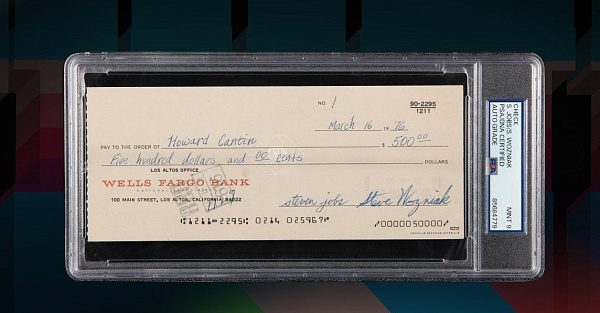 NO. 1
90-2295
1211
March 16 1976
PAY TO THE ORDER OF Howard Cantin $ 500 00
Five hundred dollars and 00 cents DOLLARS
LOS ALTOS OFFICE
WELLS FARGO BANK
NATIONAL ASSOCIATION
100 MAIN STREET, LOS ALTOS, CALIFORNIA 94022
steven jobs Steve Wozniak
⑆1211⑉2295⑆ 0214 025967⑈ ⑇0000050000⑇
CHECK
S. JOBS/S. WOZNIAK
PSA/DNA CERTIFIED
AUTO GRADE
MINT 9
PSA
85684779